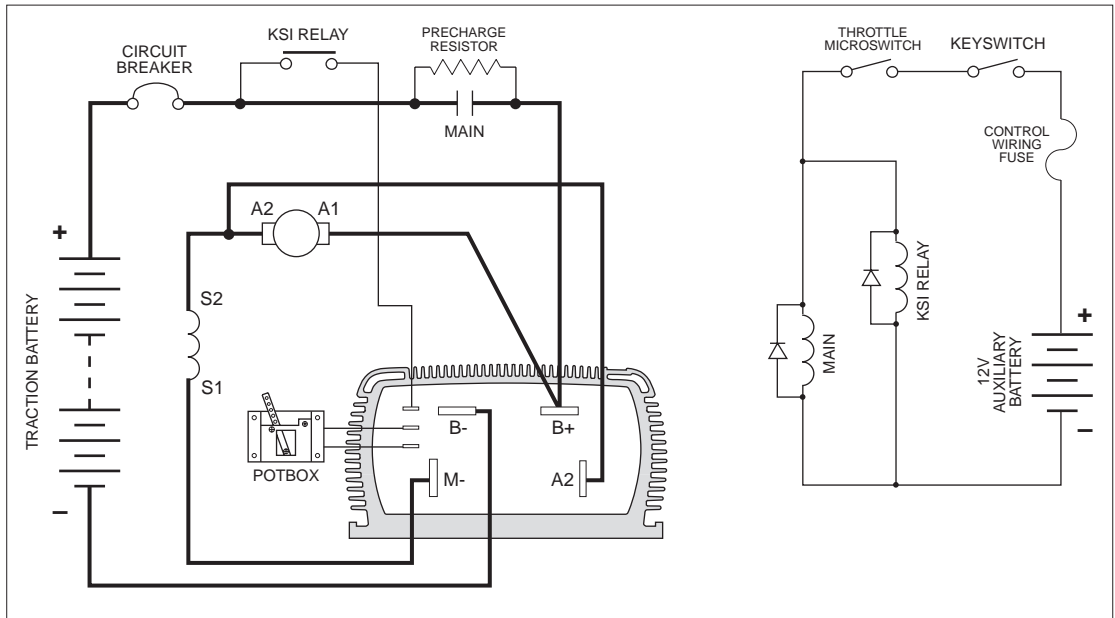 CIRCUIT
BREAKER
KSI RELAY
PRECHARGE
RESISTOR
MAIN
THROTTLE
MICROSWITCH
KEYSWITCH
CONTROL
WIRING
FUSE
A2
A1
+
TRACTION BATTERY
–
S2
S1
POTBOX
B-
B+
M-
A2
MAIN
KSI RELAY
12V
AUXILIARY
BATTERY
+
–